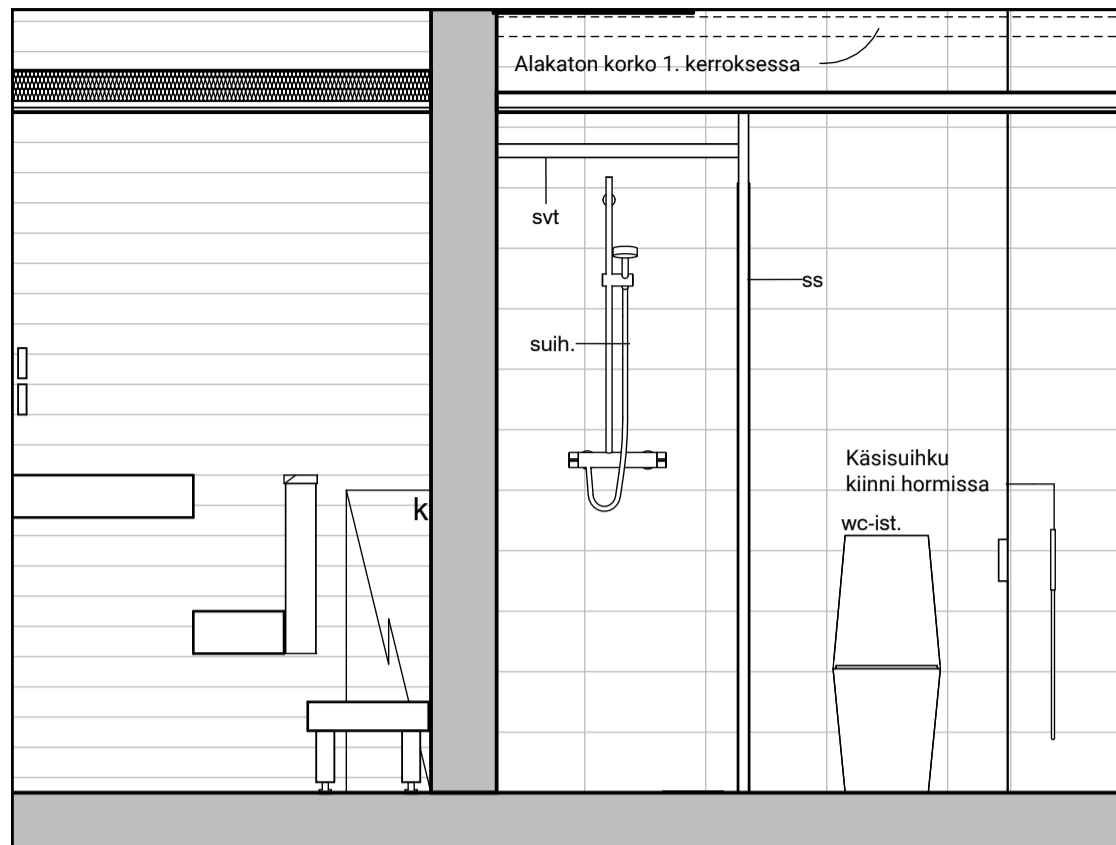 Alakaton korko 1. kerroksessa
svt
ss
suih.
Käsisuihku
kiinni hormissa
k
wc-ist.